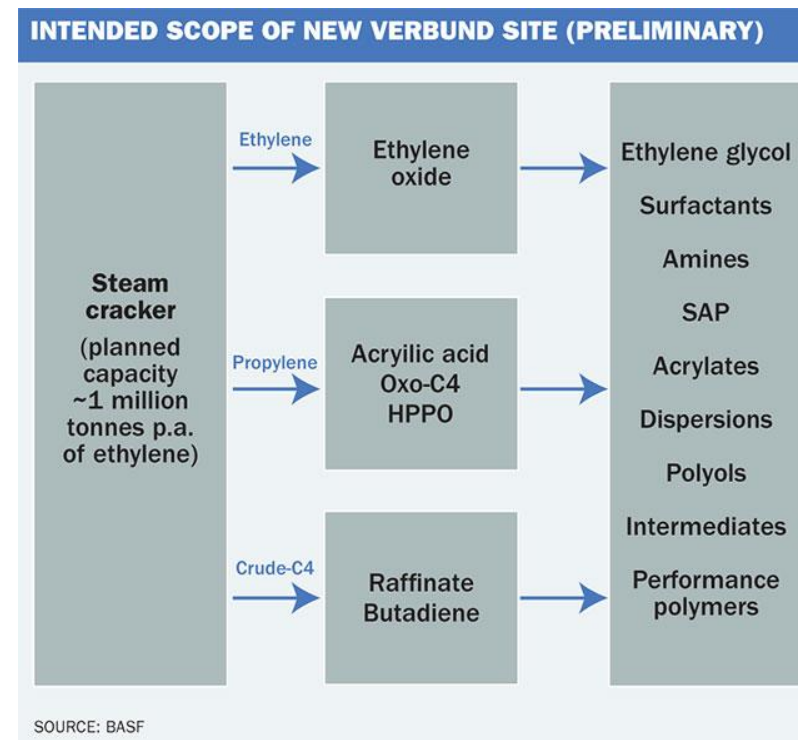 INTENDED SCOPE OF NEW VERBUND SITE (PRELIMINARY)
Steam
cracker
(planned
capacity
~1 million
tonnes p.a.
of ethylene)
Ethylene
Ethylene
oxide
Propylene
Acryilic acid
Oxo-C4
HPPO
Crude-C4
Raffinate
Butadiene
Ethylene glycol
Surfactants
Amines
SAP
Acrylates
Dispersions
Polyols
Intermediates
Performance
polymers
SOURCE: BASF